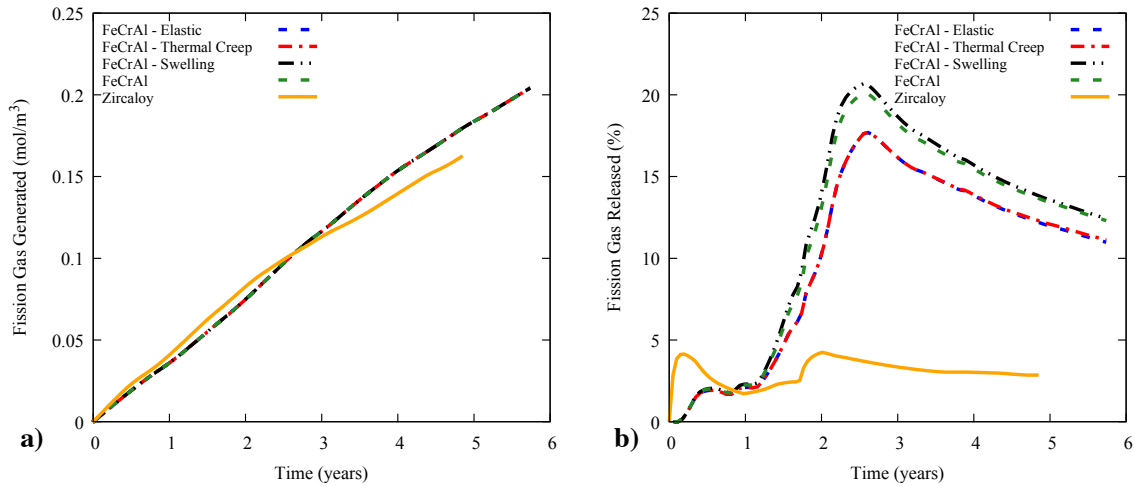 0.25
0.2
0.15
0.1
0.05
0
0 1 2 3 4 5 6
Fission Gas Generated (mol/m³)
Time (years)
a)
FeCrAl - Elastic
FeCrAl - Thermal Creep
FeCrAl - Swelling
FeCrAl
Zircaloy
25
20
15
10
5
0
0 1 2 3 4 5 6
Fission Gas Released (%)
Time (years)
b)
FeCrAl - Elastic
FeCrAl - Thermal Creep
FeCrAl - Swelling
FeCrAl
Zircaloy